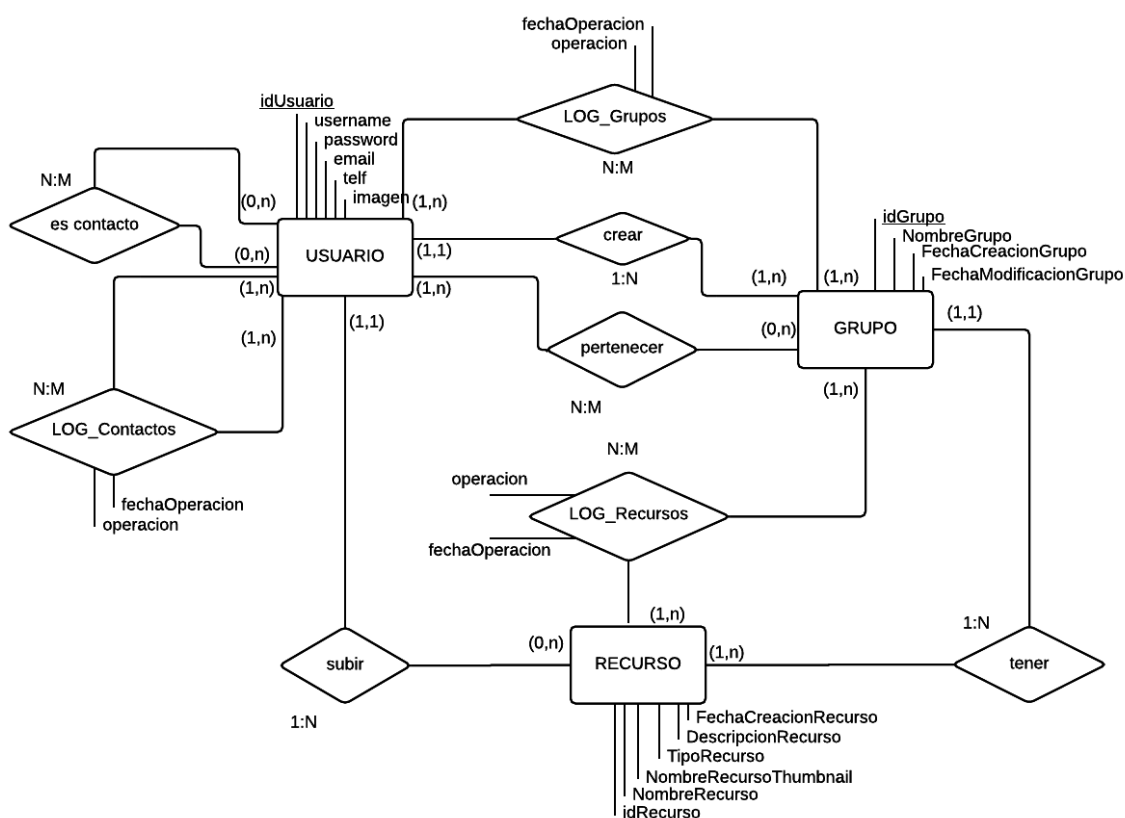 fechaOperacion
operacion
LOG_Grupos
N:M
idUsuario
username
password
email
telf
imagen
N:M
(0,n)
(1,n)
es contacto
(0,n)
USUARIO
(1,1)
crear
1:N
idGrupo
NombreGrupo
FechaCreacionGrupo
FechaModificacionGrupo
(1,n)
(1,n)
(1,n)
(1,n)
(1,1)
(1,n)
(0,n)
GRUPO
(1,1)
pertenecer
N:M
N:M
(1,n)
LOG_Contactos
fechaOperacion
operacion
N:M
operacion
LOG_Recursos
fechaOperacion
(1,n)
1:N
(0,n)
subir
RECURSO
(1,n)
tener
1:N
FechaCreacionRecurso
DescripcionRecurso
TipoRecurso
NombreRecursoThumbnail
NombreRecurso
idRecurso